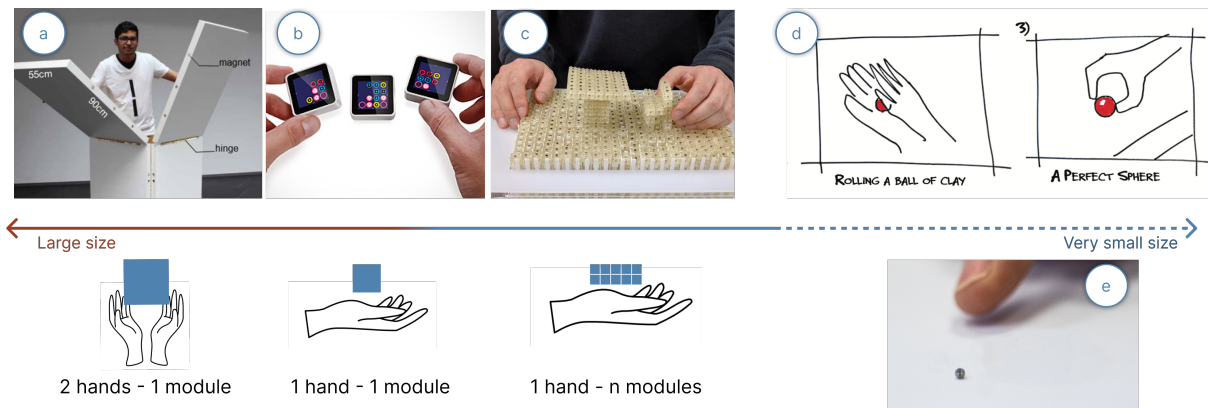 a
b
c
d
e
55cm
90cm
magnet
hinge
3)
ROLLING A BALL OF CLAY
A PERFECT SPHERE
Large size
Very small size
2 hands - 1 module
1 hand - 1 module
1 hand - n modules